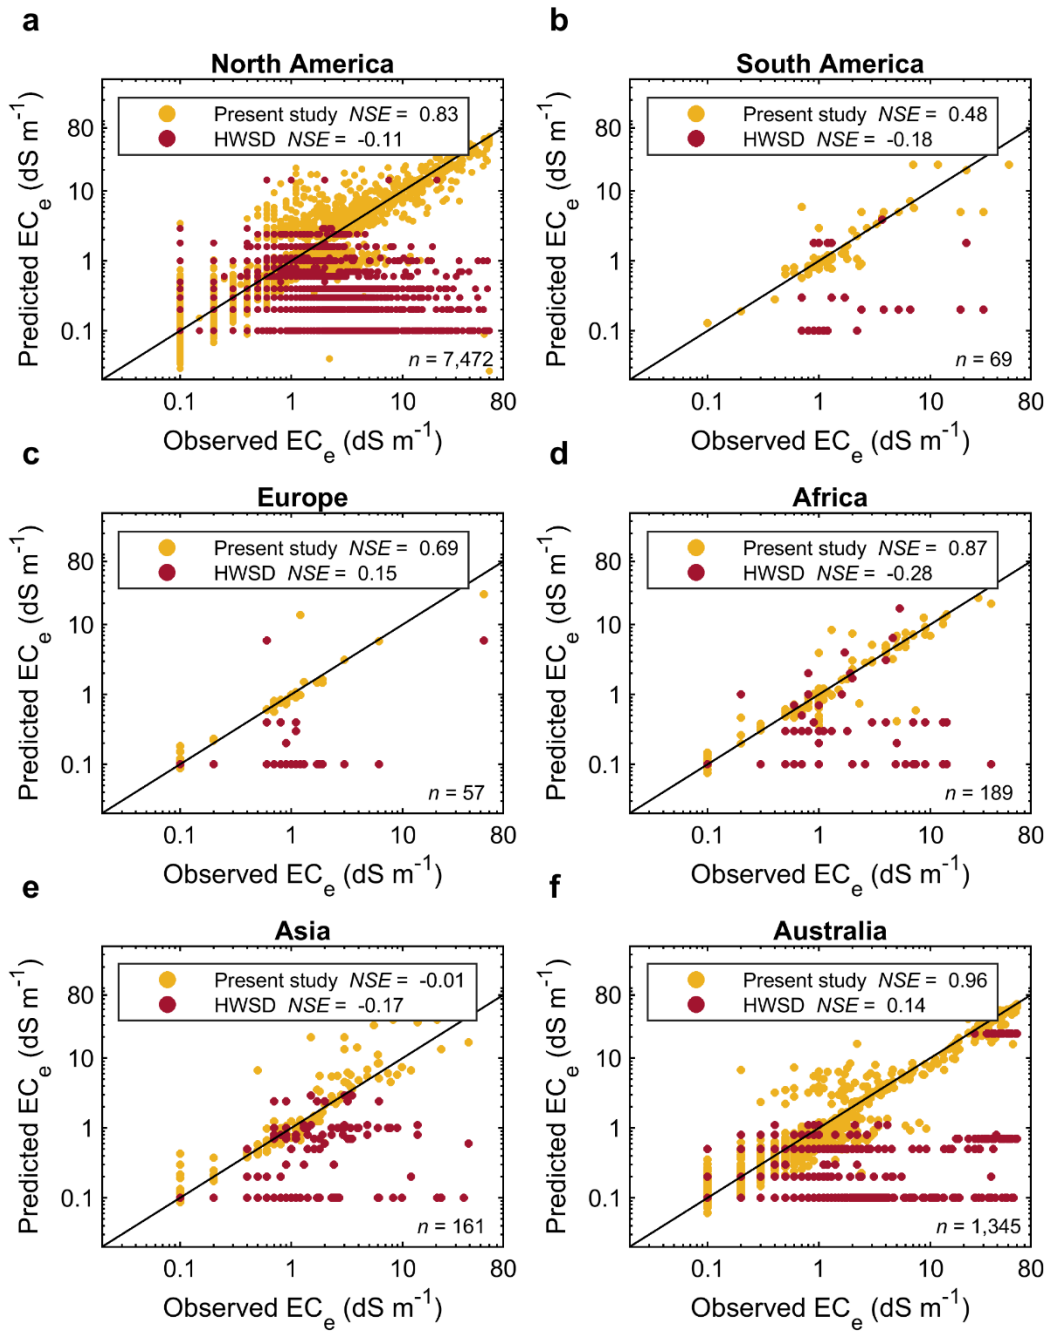 a
North America
Present study NSE = 0.83
HWSD NSE = -0.11
80
10
1
0.1
Predicted ECe (dS m-1)
n = 7,472
0.1 1 10 80
Observed ECe (dS m-1)
b
South America
Present study NSE = 0.48
HWSD NSE = -0.18
80
10
1
0.1
Predicted ECe (dS m-1)
n = 69
0.1 1 10 80
Observed ECe (dS m-1)
c
Europe
Present study NSE = 0.69
HWSD NSE = 0.15
80
10
1
0.1
Predicted ECe (dS m-1)
n = 57
0.1 1 10 80
Observed ECe (dS m-1)
d
Africa
Present study NSE = 0.87
HWSD NSE = -0.28
80
10
1
0.1
Predicted ECe (dS m-1)
n = 189
0.1 1 10 80
Observed ECe (dS m-1)
e
Asia
Present study NSE = -0.01
HWSD NSE = -0.17
80
10
1
0.1
Predicted ECe (dS m-1)
n = 161
0.1 1 10 80
Observed ECe (dS m-1)
f
Australia
Present study NSE = 0.96
HWSD NSE = 0.14
80
10
1
0.1
Predicted ECe (dS m-1)
n = 1,345
0.1 1 10 80
Observed ECe (dS m-1)